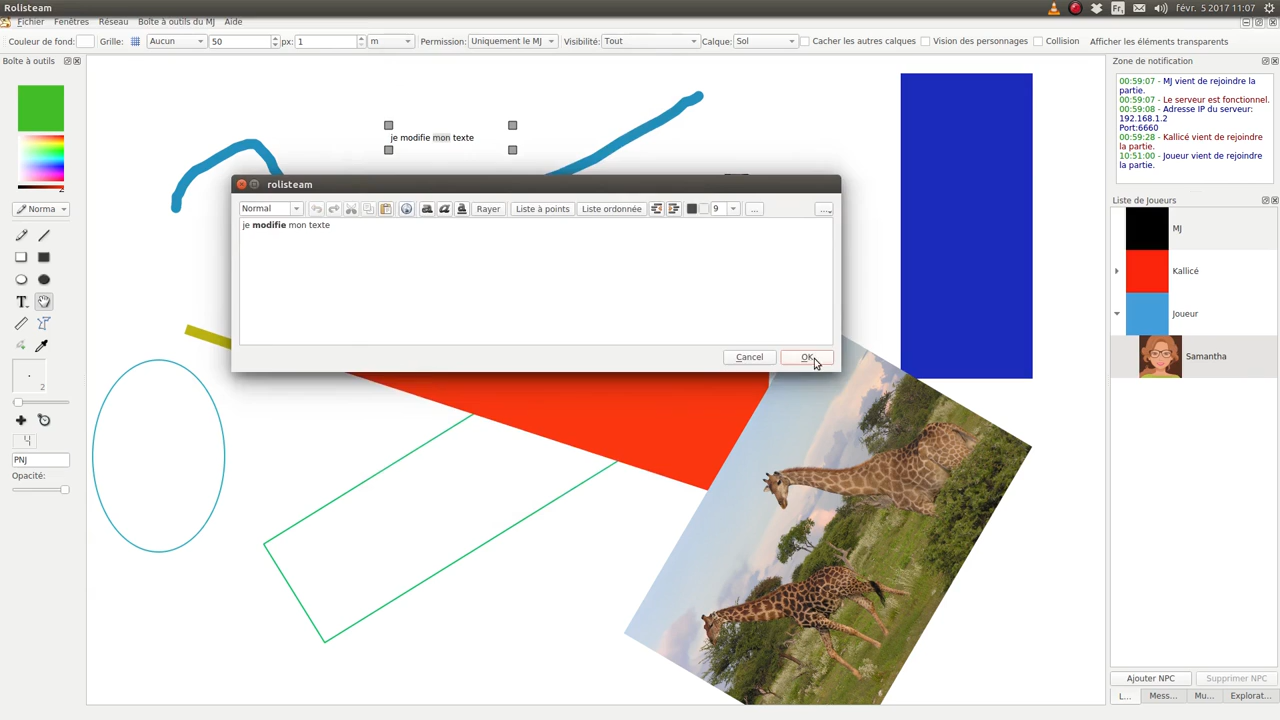 Rolisteam
Fr1
févr. 5 2017 11:07
Fichier Fenêtres Réseau Boîte à outils du MJ Aide
Couleur de fond: Grille: Aucun 50 px: 1 m Permission: Uniquement le MJ Visibilité: Tout Calque: Sol Cacher les autres calques Vision des personnages Collision Afficher les éléments transparents
Boîte à outils
Norma
T
2
4
PNJ
Opacité:
je modifie mon texte
rolisteam
Normal Rayer Liste à points Liste ordonnée 9 ... ...
je modifie mon texte
Cancel OK
Zone de notification
00:59:07 - MJ vient de rejoindre la
partie.
00:59:07 - Le serveur est fonctionnel.
00:59:08 - Adresse IP du serveur:
192.168.1.2
Port:6660
00:59:28 - Kallicé vient de rejoindre
la partie.
10:51:00 - Joueur vient de rejoindre
la partie.
Liste de Joueurs
MJ
Kallicé
Joueur
Samantha
Ajouter NPC Supprimer NPC
L... Mess... Mu... Explorat...